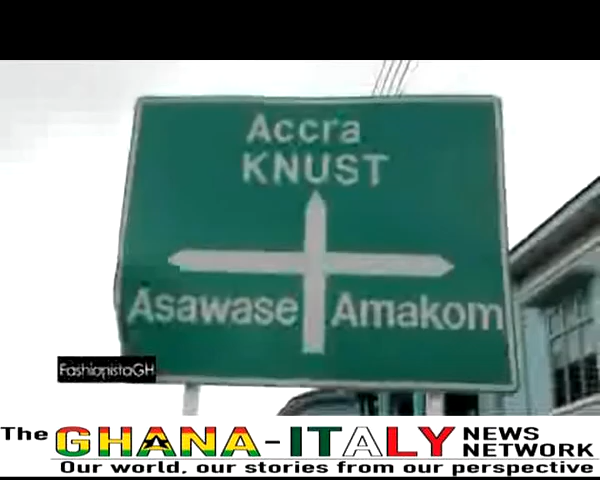 Accra
KNUST
Asawase Amakom
FashionistaGH
The GHANA-ITALY NEWS NETWORK
Our world, our stories from our perspective